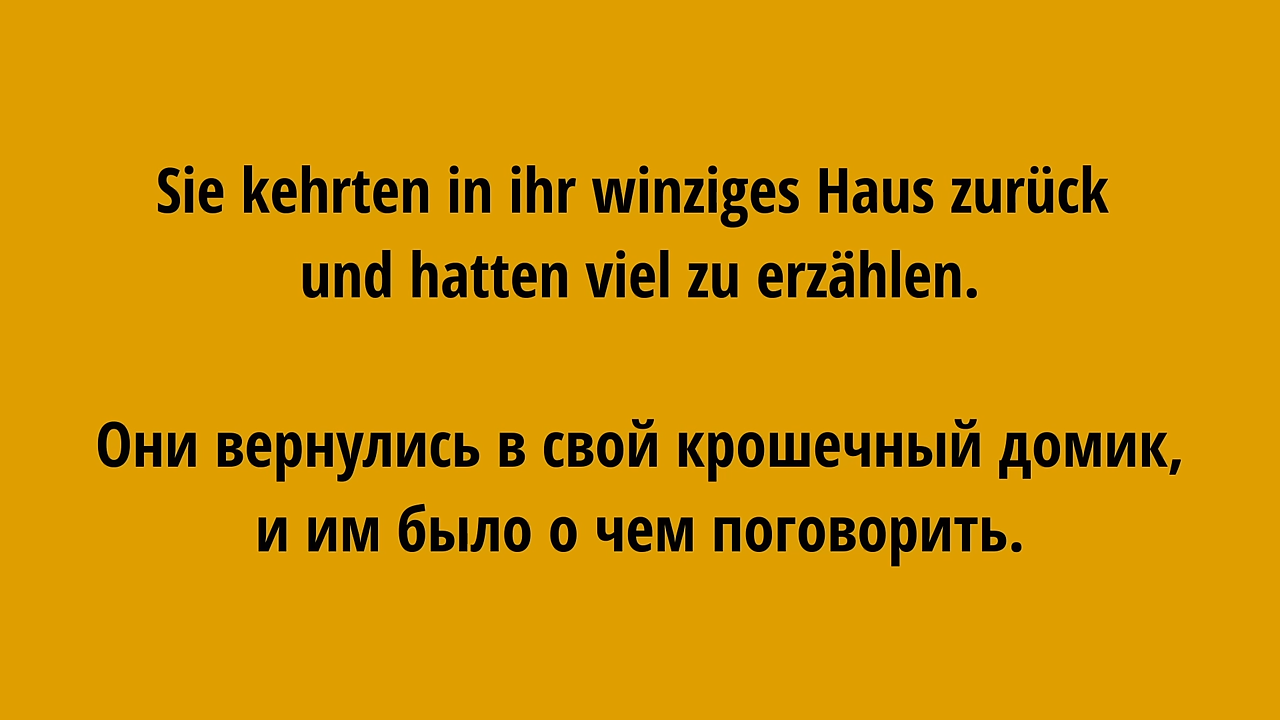 Sie kehrten in ihr winziges Haus zurück
und hatten viel zu erzählen.
Они вернулись в свой крошечный домик,
и им было о чем поговорить.